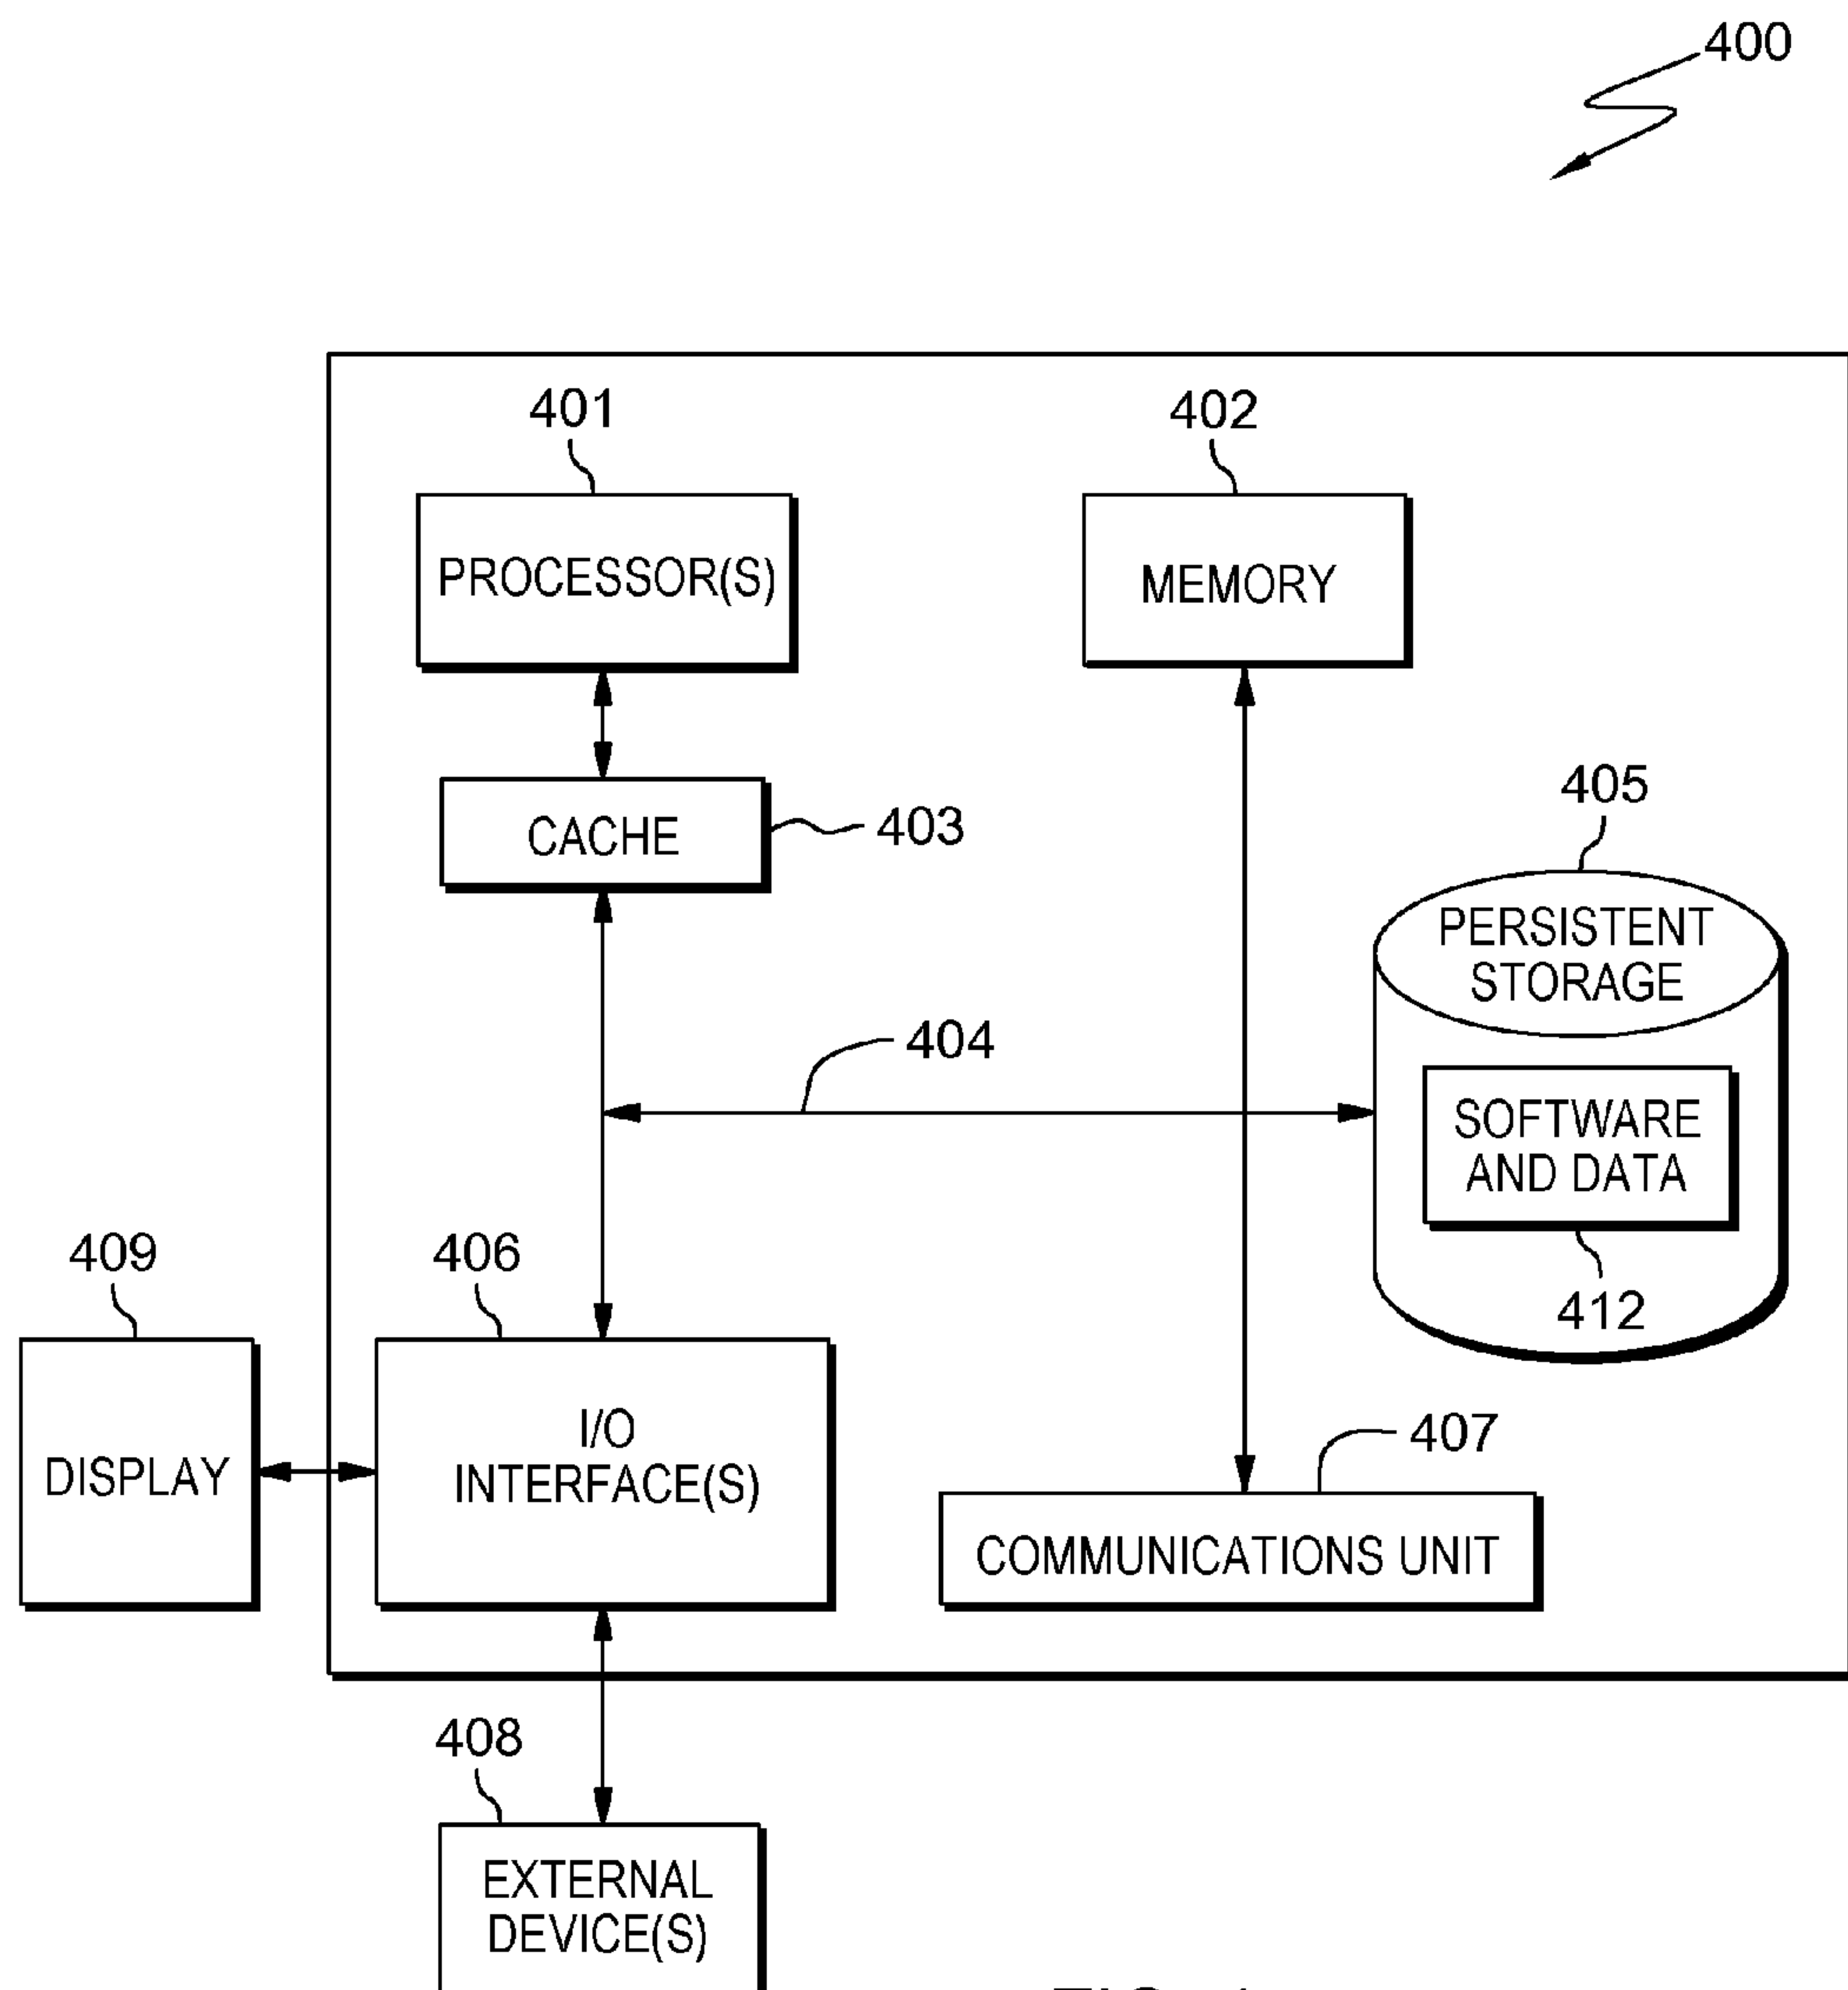 400
401
402
PROCESSOR(S)
MEMORY
CACHE
403
405
PERSISTENT
STORAGE
404
SOFTWARE
AND DATA
412
409
406
DISPLAY
I/O
INTERFACE(S)
407
COMMUNICATIONS UNIT
408
EXTERNAL
DEVICE(S)